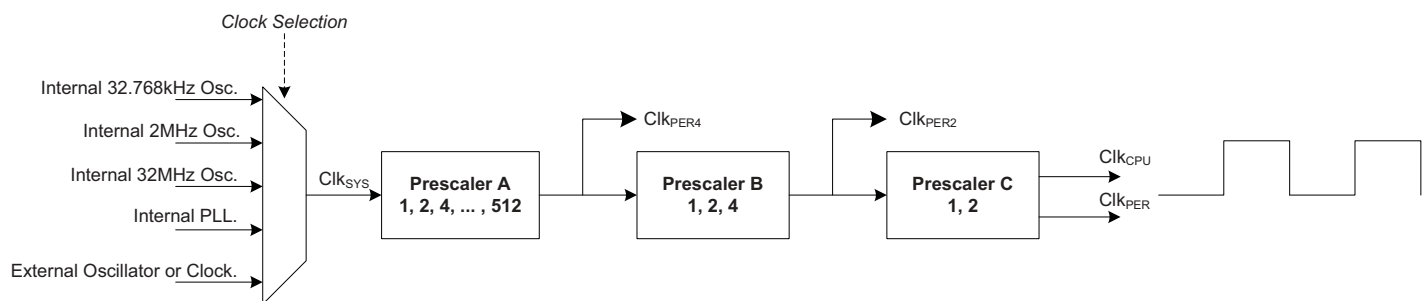 Clock Selection
Internal 32.768kHz Osc.
Internal 2MHz Osc.
Internal 32MHz Osc.
Internal PLL.
External Oscillator or Clock.
ClkSYS
Prescaler A
1, 2, 4, ... , 512
ClkPER4
Prescaler B
1, 2, 4
ClkPER2
Prescaler C
1, 2
ClkCPU
ClkPER